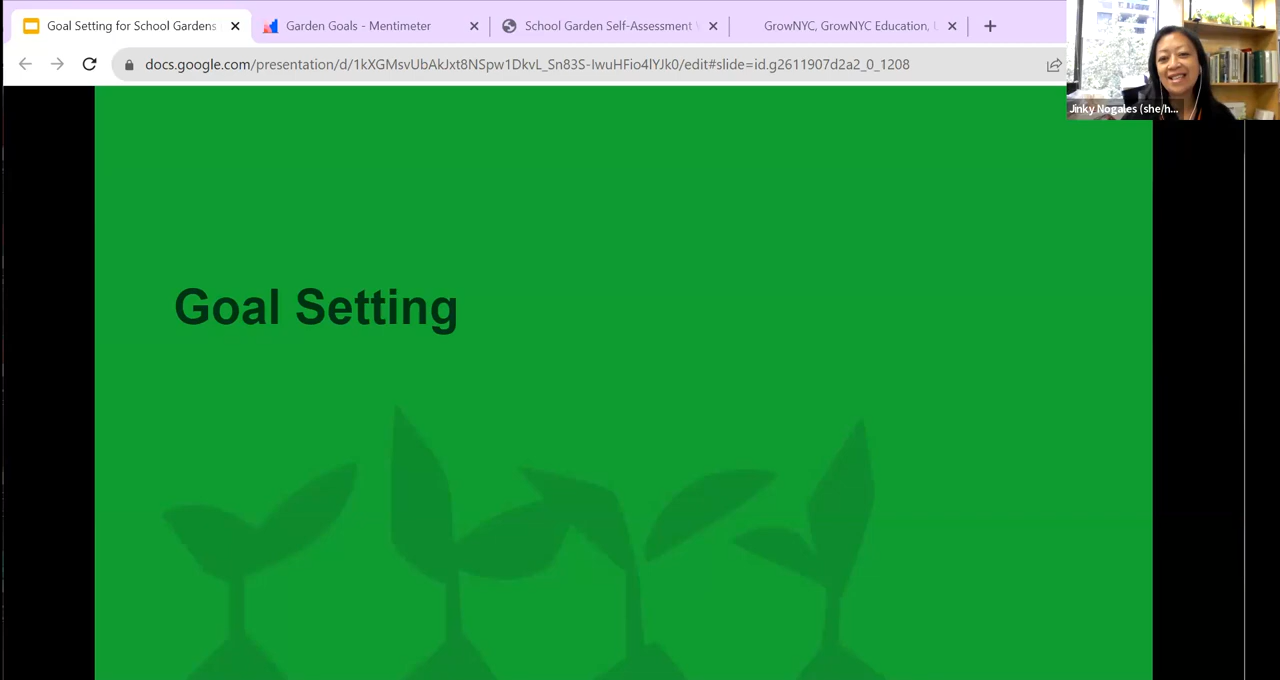 Goal Setting for School Gardens
Garden Goals - Mentimeter
School Garden Self-Assessment
GrowNYC, GrowNYC Education,
docs.google.com/presentation/d/1kXGMsvUbAkJxt8NSpw1DkvL_Sn83S-IwuHFio4lYJk0/edit#slide=id.g2611907d2a2_0_1208
Jinky Nogales (she/h...
Goal Setting